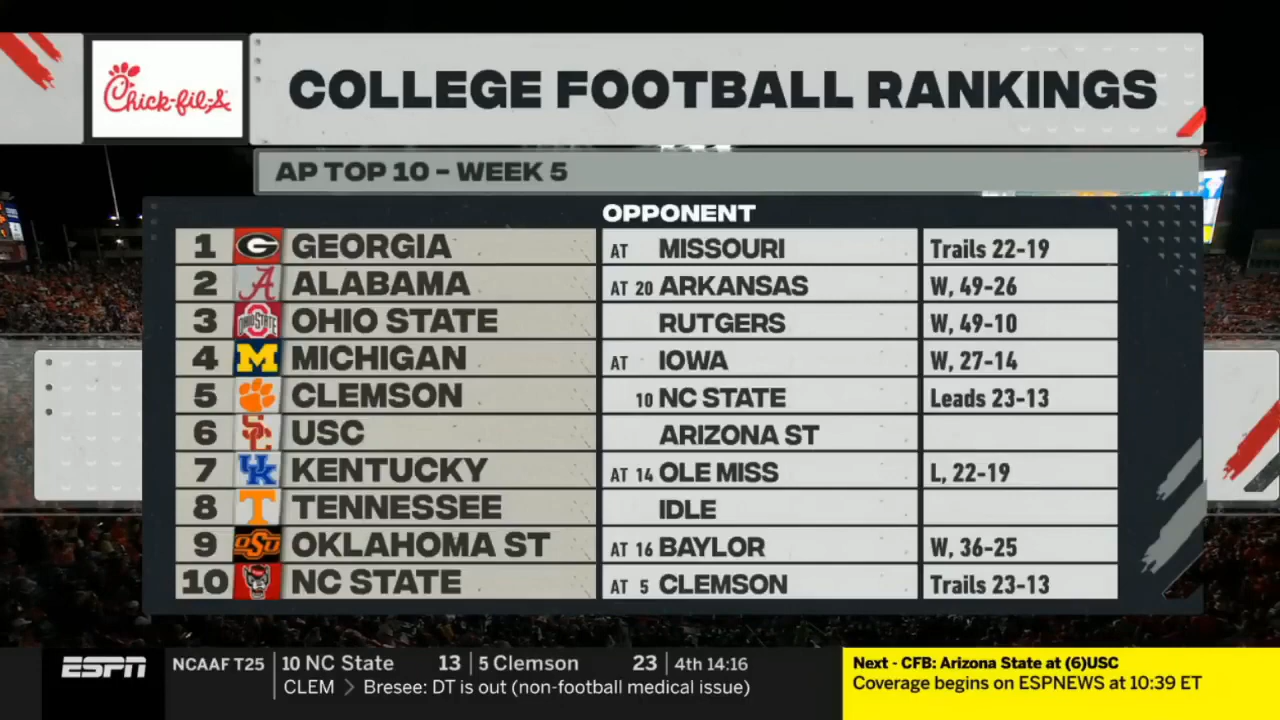 Chick-fil-A
COLLEGE FOOTBALL RANKINGS
AP TOP 10 - WEEK 5
OPPONENT
1 G GEORGIA AT MISSOURI Trails 22-19
2 A ALABAMA AT 20 ARKANSAS W, 49-26
3 OHIO STATE OHIO STATE RUTGERS W, 49-10
4 M MICHIGAN AT IOWA W, 27-14
5 CLEMSON 10 NC STATE Leads 23-13
6 SC USC ARIZONA ST
7 UK KENTUCKY AT 14 OLE MISS L, 22-19
8 T TENNESSEE IDLE
9 OSU OKLAHOMA ST AT 16 BAYLOR W, 36-25
10 NC STATE AT 5 CLEMSON Trails 23-13
ESPN NCAAF T25 10 NC State 13 5 Clemson 23 4th 14:16
CLEM > Bresee: DT is out (non-football medical issue)
Next - CFB: Arizona State at (6)USC
Coverage begins on ESPNEWS at 10:39 ET